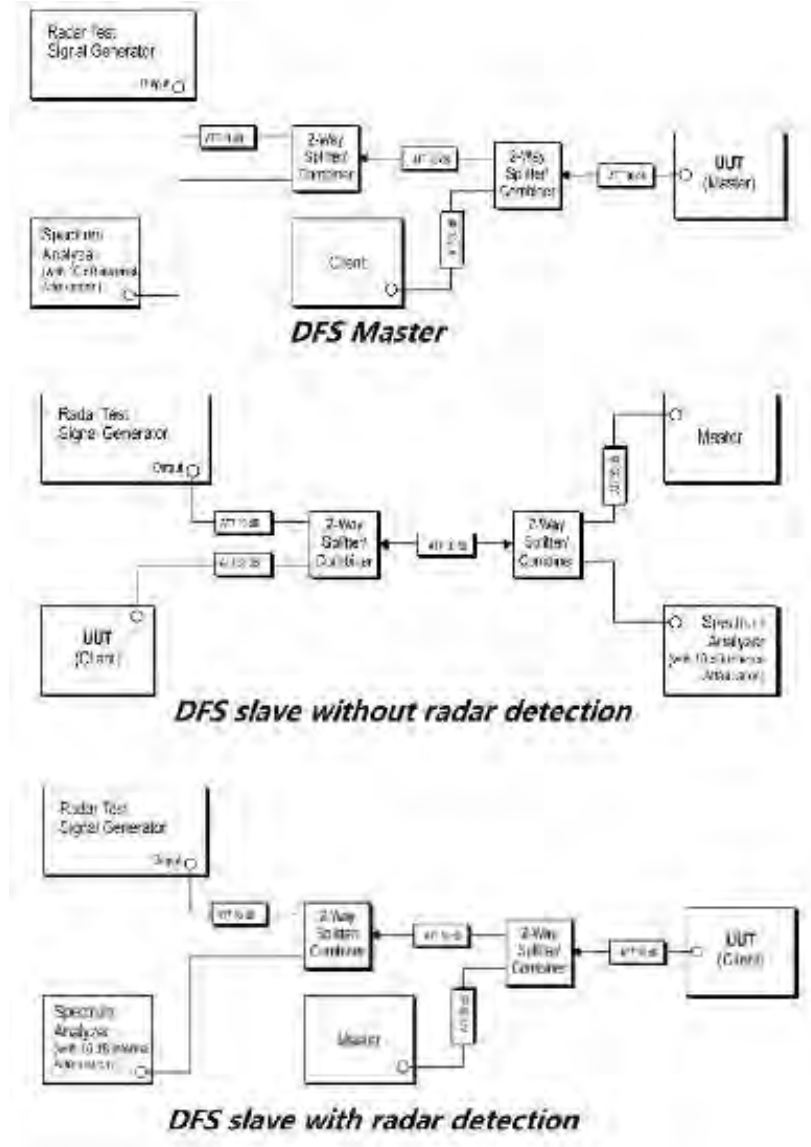 Radar Test
Signal Generator
Output
2-Way
Splitter/
Combiner
2-Way
Splitter/
Combiner
UUT
(Master)
Spectrum
Analyzer
Client
DFS Master
Radar Test
Signal Generator
Output
Master
2-Way
Splitter/
Combiner
2-Way
Splitter/
Combiner
UUT
(Client)
Spectrum
Analyzer
DFS slave without radar detection
Radar Test
Signal Generator
Output
2-Way
Splitter/
Combiner
2-Way
Splitter/
Combiner
UUT
(Client)
Spectrum
Analyzer
Master
DFS slave with radar detection